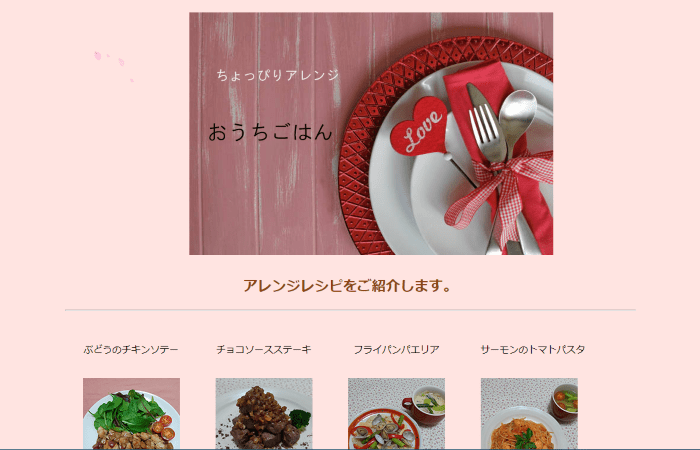 ちょっぴりアレンジ
おうちごはん
Love
アレンジレシピをご紹介します。
ぶどうのチキンソテー
チョコソースステーキ
フライパンパエリア
サーモンのトマトパスタ